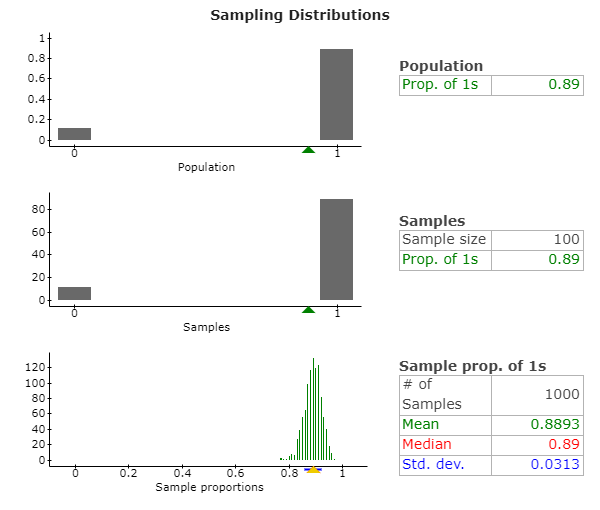 Sampling Distributions
1
0.8
0.6
0.4
0.2
0
0 1
Population
Population
Prop. of 1s 0.89
80
60
40
20
0
0 1
Samples
Samples
Sample size 100
Prop. of 1s 0.89
120
100
80
60
40
20
0
0 0.2 0.4 0.6 0.8 1
Sample proportions
Sample prop. of 1s
# of
Samples 1000
Mean 0.8893
Median 0.89
Std. dev. 0.0313